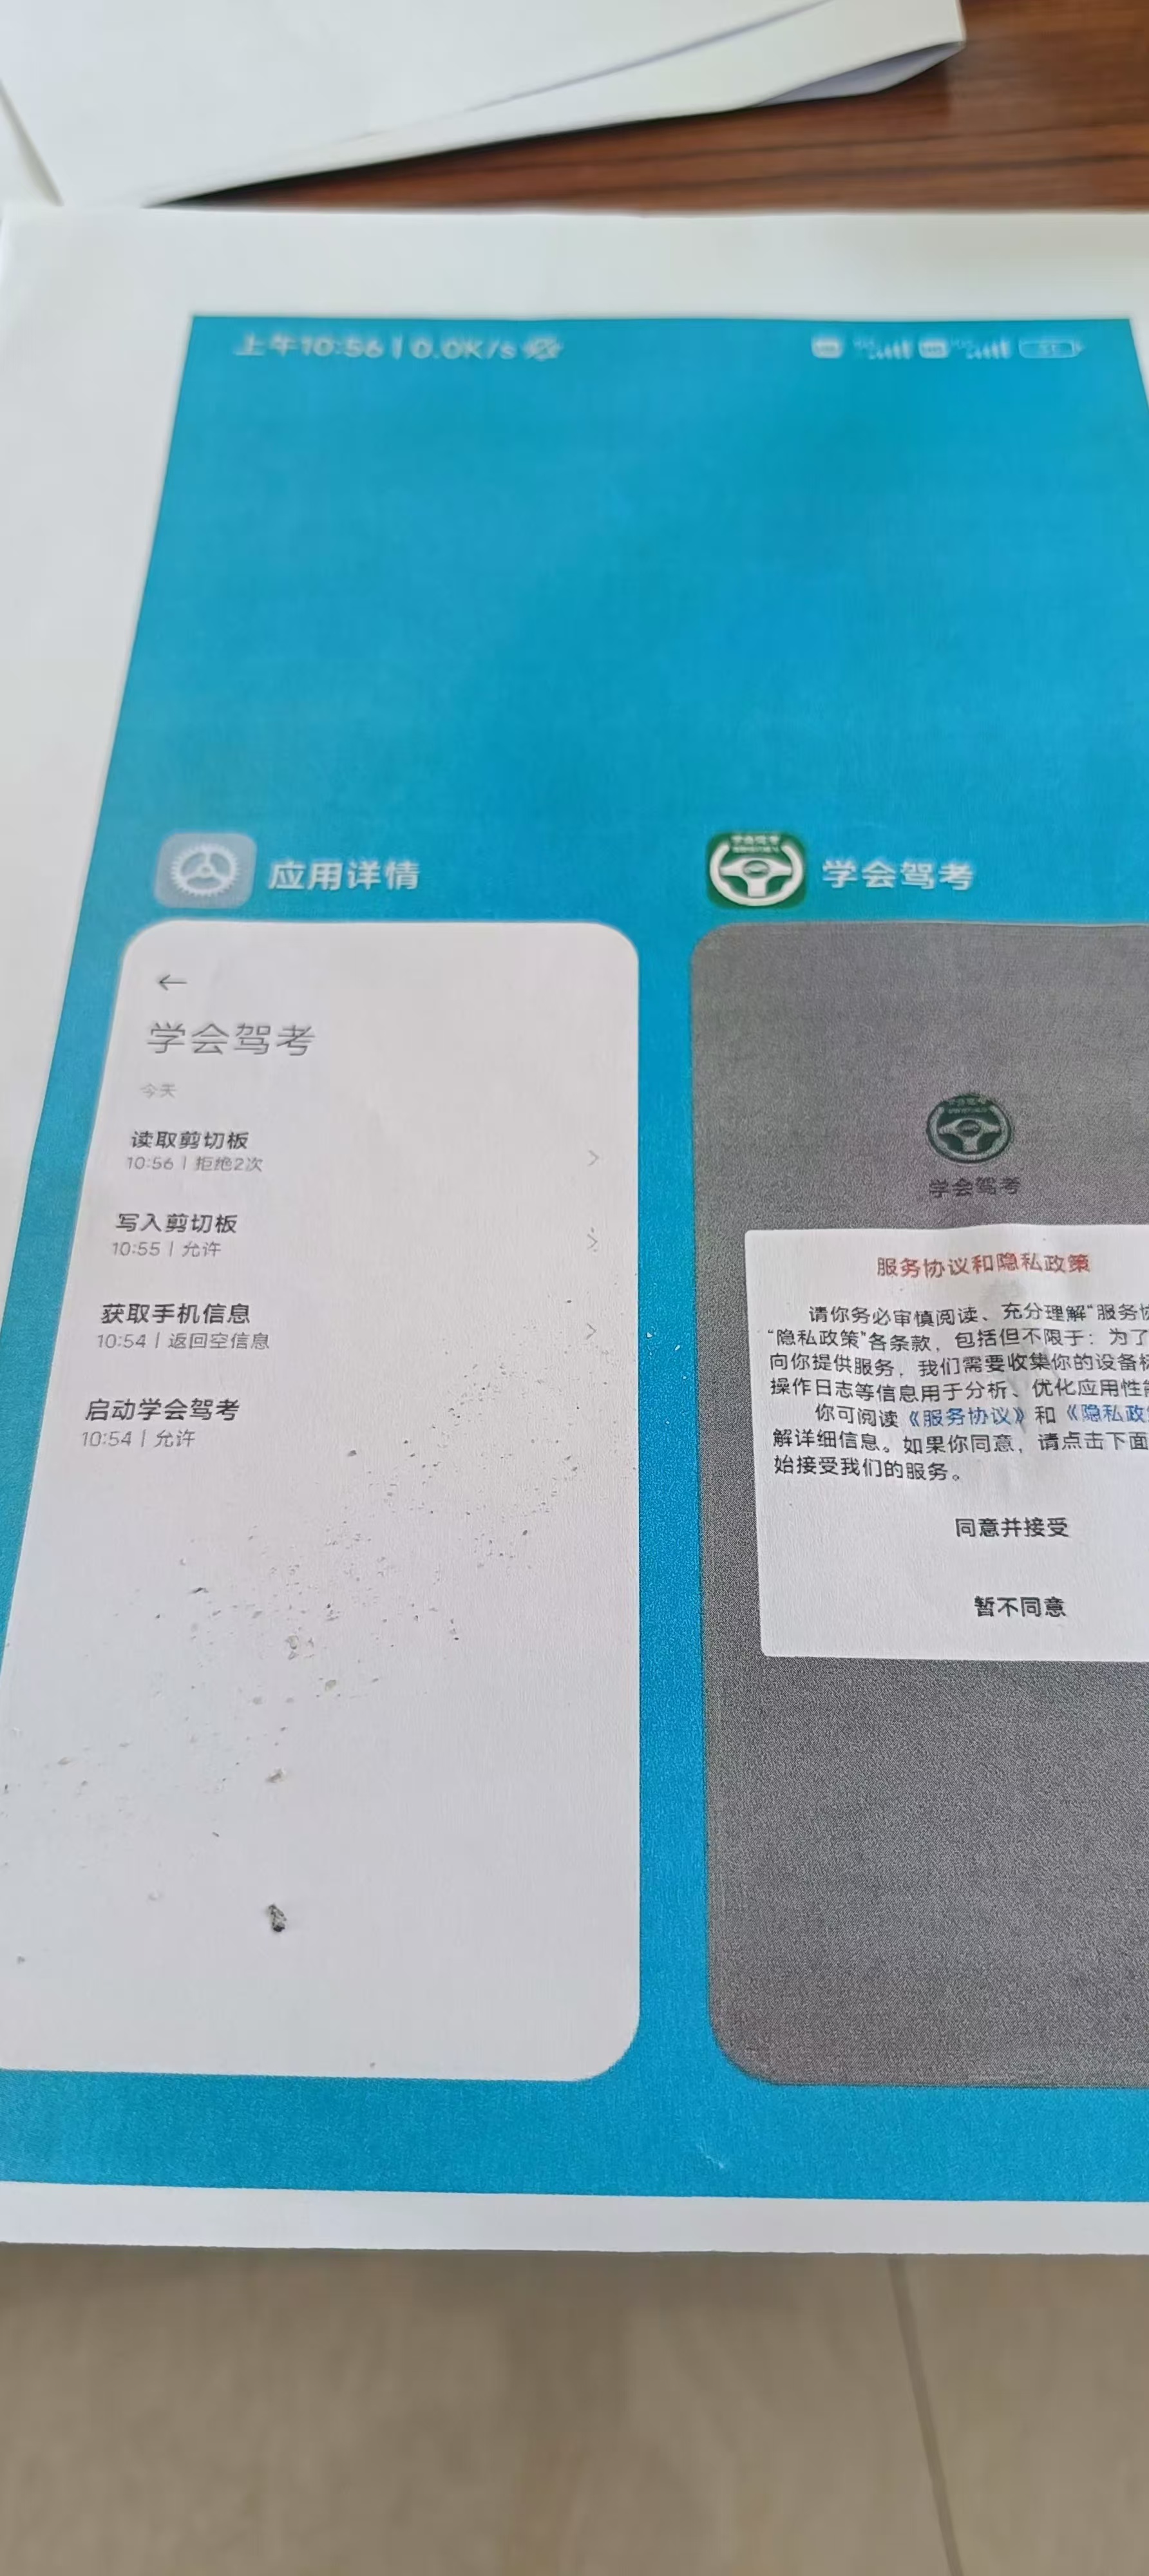 上午10:56 | 0.0K/s
应用详情
学会驾考
←
学会驾考
今天
读取剪切板
10:56 | 拒绝2次
写入剪切板
10:55 | 允许
获取手机信息
10:54 | 返回空信息
启动学会驾考
10:54 | 允许
学会驾考
服务协议和隐私政策
请你务必审慎阅读、充分理解“服务协
“隐私政策”各条款，包括但不限于：为了
向你提供服务，我们需要收集你的设备标
操作日志等信息用于分析、优化应用性能
你可阅读《服务协议》和《隐私政策
解详细信息。如果你同意，请点击下面
始接受我们的服务。
同意并接受
暂不同意